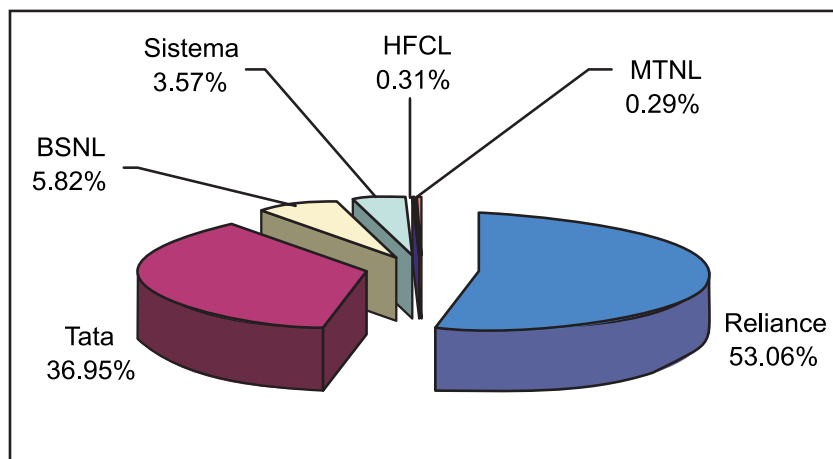 Sistema
3.57%
HFCL
0.31%
MTNL
0.29%
BSNL
5.82%
Tata
36.95%
Reliance
53.06%